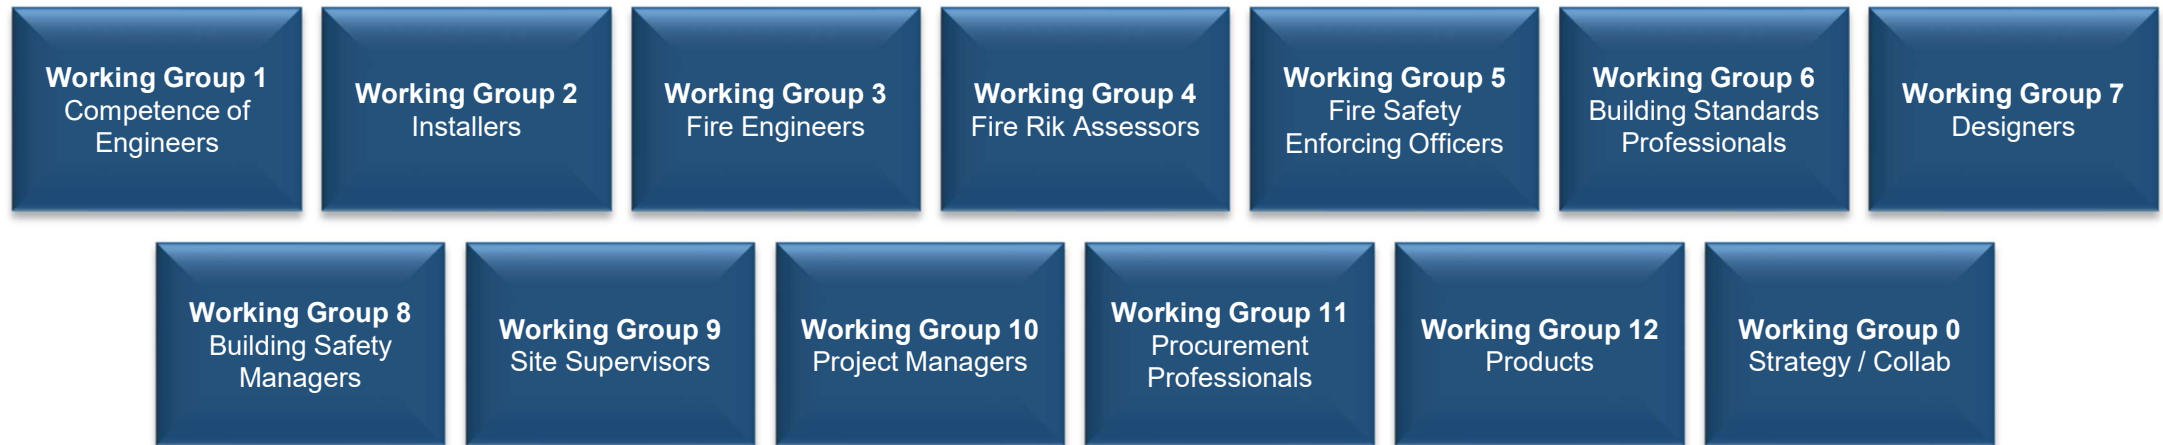 Working Group 1
Competence of
Engineers
Working Group 2
Installers
Working Group 3
Fire Engineers
Working Group 4
Fire Rik Assessors
Working Group 5
Fire Safety
Enforcing Officers
Working Group 6
Building Standards
Professionals
Working Group 7
Designers
Working Group 8
Building Safety
Managers
Working Group 9
Site Supervisors
Working Group 10
Project Managers
Working Group 11
Procurement
Professionals
Working Group 12
Products
Working Group 0
Strategy / Collab